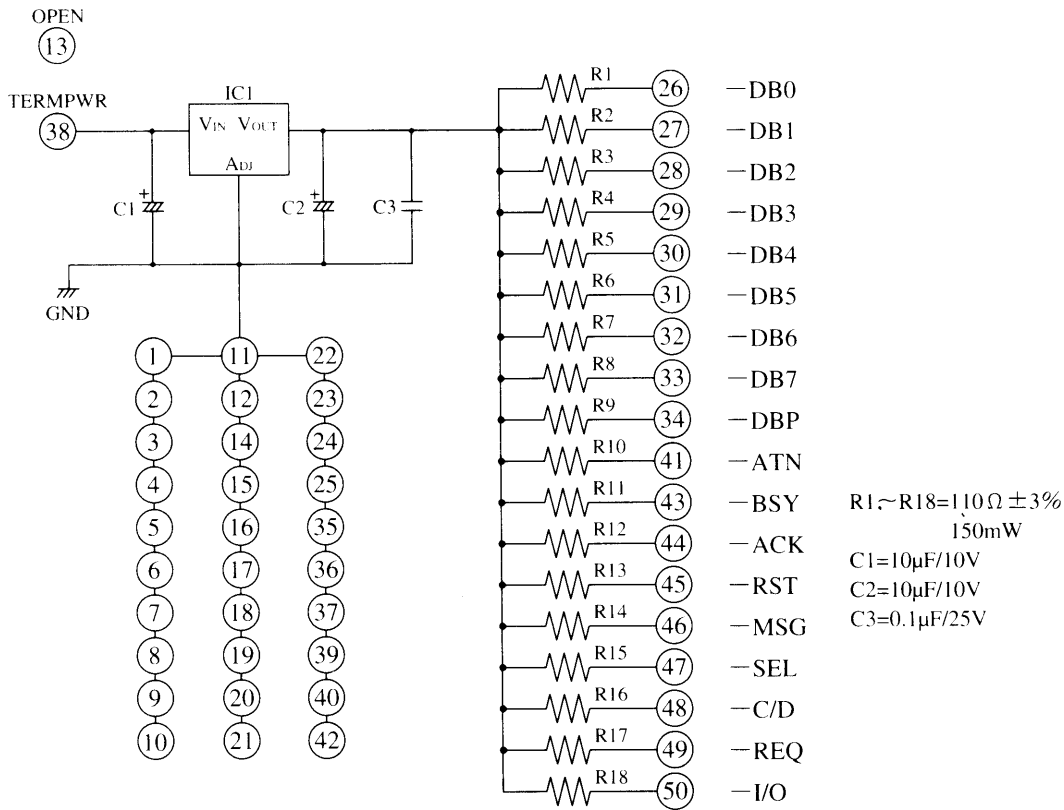 OPEN
13
TERMPWR
38
IC1
VIN VOUT
ADJ
+
C1
+
C2
C3
GND
1 11 22
2 12 23
3 14 24
4 15 25
5 16 35
6 17 36
7 18 37
8 19 39
9 20 40
10 21 42
R1 26 —DB0
R2 27 —DB1
R3 28 —DB2
R4 29 —DB3
R5 30 —DB4
R6 31 —DB5
R7 32 —DB6
R8 33 —DB7
R9 34 —DBP
R10 41 —ATN
R11 43 —BSY
R12 44 —ACK
R13 45 —RST
R14 46 —MSG
R15 47 —SEL
R16 48 —C/D
R17 49 —REQ
R18 50 —I/O
R1~R18=110Ω±3%
150mW
C1=10μF/10V
C2=10μF/10V
C3=0.1μF/25V